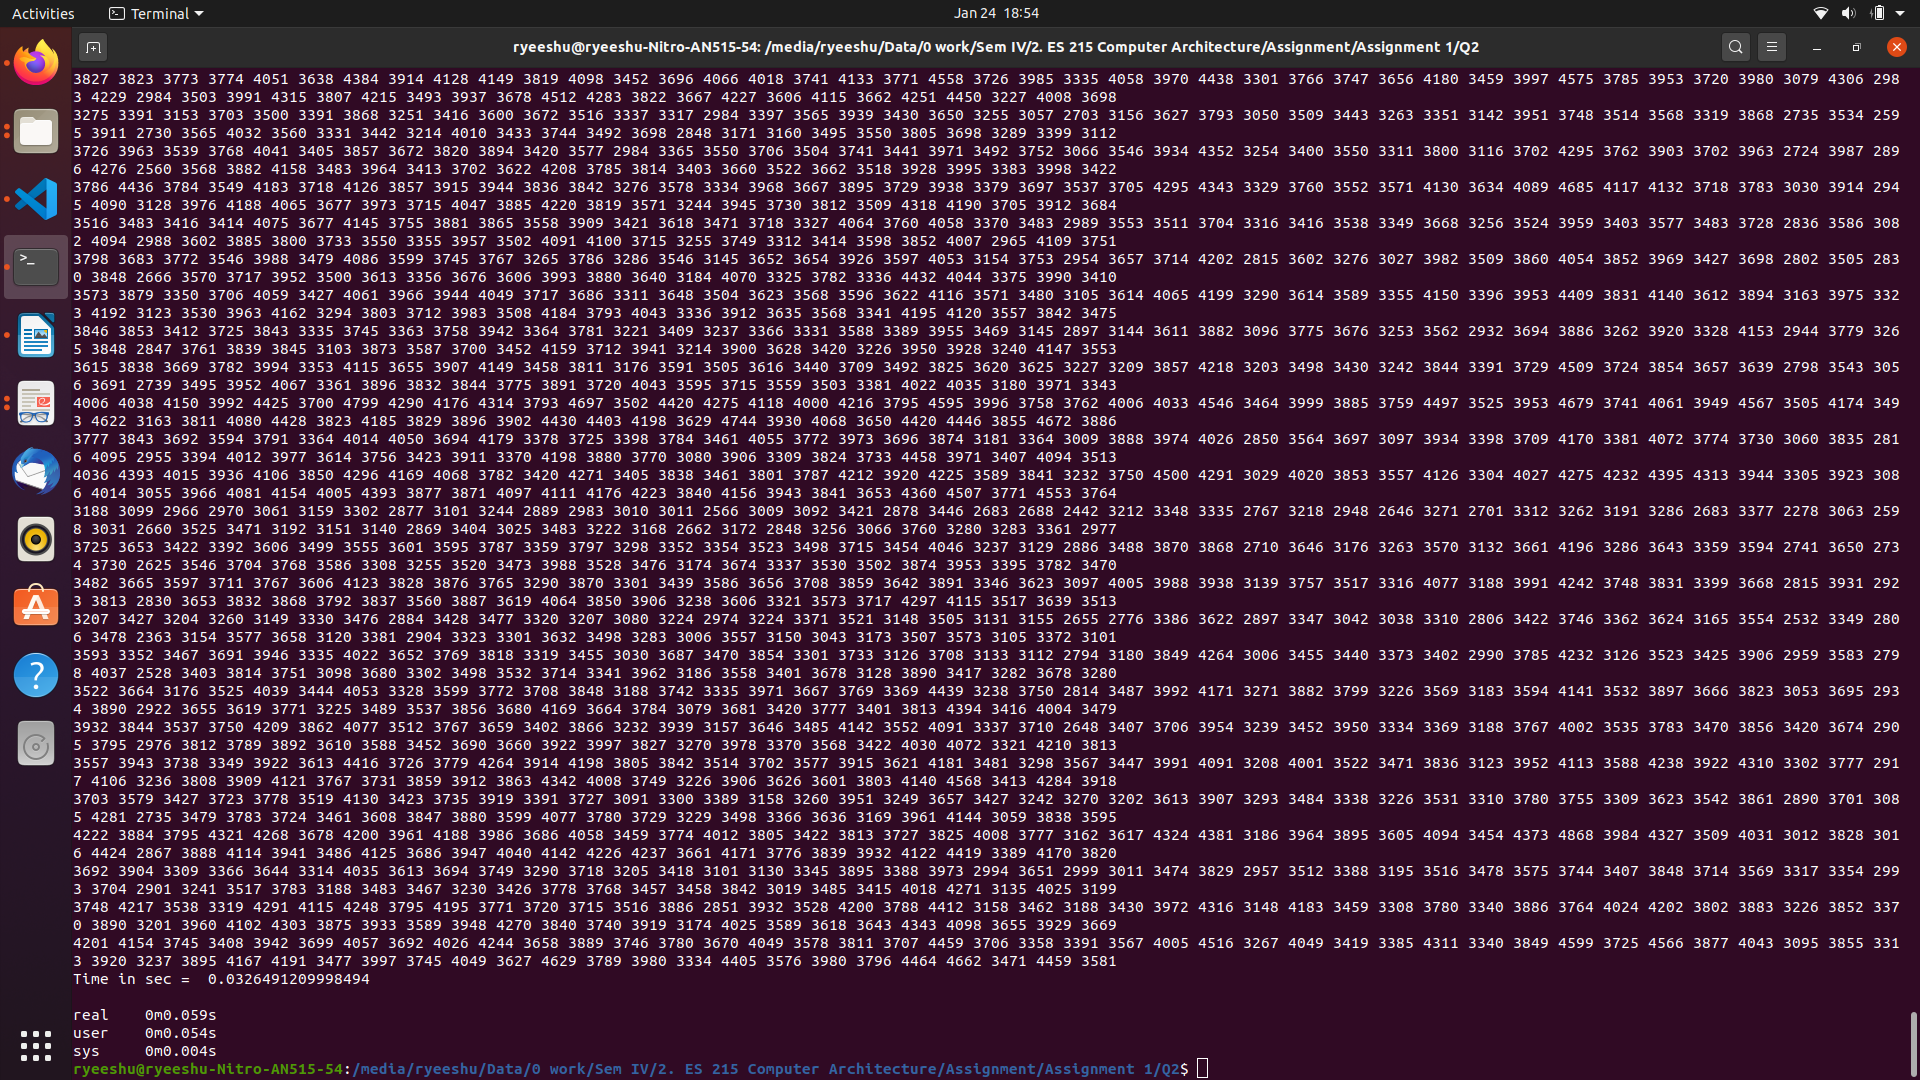 Activities
Terminal
Jan 24 18:54
ryeeshu@ryeeshu-Nitro-AN515-54: /media/ryeeshu/Data/0 work/Sem IV/2. ES 215 Computer Architecture/Assignment/Assignment 1/Q2
3827 3823 3773 3774 4051 3638 4384 3914 4128 4149 3819 4098 3452 3696 4066 4018 3741 4133 3771 4558 3726 3985 3335 4058 3970 4438 3301 3766 3747 3656 4180 3459 3997 4575 3785 3953 3720 3980 3079 4306 298
3 4229 2984 3503 3991 4315 3807 4215 3493 3937 3678 4512 4283 3822 3667 4227 3606 4115 3662 4251 4450 3227 4008 3698
3275 3391 3153 3703 3500 3391 3868 3251 3416 3600 3672 3516 3337 3317 2984 3397 3565 3939 3430 3650 3255 3057 2703 3156 3627 3793 3050 3509 3443 3263 3351 3142 3951 3748 3514 3568 3319 3868 2735 3534 259
5 3911 2730 3565 4032 3560 3331 3442 3214 4010 3433 3744 3492 3698 2848 3171 3160 3495 3550 3805 3698 3289 3399 3112
3726 3963 3539 3768 4041 3405 3857 3672 3820 3894 3420 3577 2984 3365 3550 3706 3504 3741 3441 3971 3492 3752 3066 3546 3934 4352 3254 3400 3550 3311 3800 3116 3702 4295 3762 3903 3702 3963 2724 3987 289
6 4276 2560 3568 3882 4158 3483 3964 3413 3702 3622 4208 3785 3814 3403 3660 3522 3662 3518 3928 3995 3383 3998 3422
3786 4436 3784 3549 4183 3718 4126 3857 3915 3944 3836 3842 3276 3578 3334 3968 3667 3895 3729 3938 3379 3697 3537 3705 4295 4343 3329 3760 3552 3571 4130 3634 4089 4685 4117 4132 3718 3783 3030 3914 294
5 4090 3128 3976 4188 4065 3677 3973 3715 4047 3885 4220 3819 3571 3244 3945 3730 3812 3509 4318 4190 3705 3912 3684
3516 3483 3416 3414 4075 3677 4145 3755 3881 3865 3558 3909 3421 3618 3471 3718 3327 4064 3760 4058 3370 3483 2989 3553 3511 3704 3316 3416 3538 3349 3668 3256 3524 3959 3403 3577 3483 3728 2836 3586 308
2 4094 2988 3602 3885 3800 3733 3550 3355 3957 3502 4091 4100 3715 3255 3749 3312 3414 3598 3852 4007 2965 4109 3751
3798 3683 3772 3546 3988 3479 4086 3599 3745 3767 3265 3786 3286 3546 3145 3652 3654 3926 3597 4053 3154 3753 2954 3657 3714 4202 2815 3602 3276 3027 3982 3509 3860 4054 3852 3969 3427 3698 2802 3505 283
0 3848 2666 3570 3717 3952 3500 3613 3356 3676 3606 3993 3880 3640 3184 4070 3325 3782 3336 4432 4044 3375 3990 3410
3573 3879 3350 3706 4059 3427 4061 3966 3944 4049 3717 3686 3311 3648 3504 3623 3568 3596 3622 4116 3571 3480 3105 3614 4065 4199 3290 3614 3589 3355 4150 3396 3953 4409 3831 4140 3612 3894 3163 3975 332
3 4192 3123 3530 3963 4162 3294 3803 3712 3983 3508 4184 3793 4043 3336 3912 3635 3568 3341 4195 4120 3557 3842 3475
3846 3853 3412 3725 3843 3335 3745 3363 3758 3942 3364 3781 3221 3409 3237 3366 3331 3588 3389 3955 3469 3145 2897 3144 3611 3882 3096 3775 3676 3253 3562 2932 3694 3886 3262 3920 3328 4153 2944 3779 326
5 3848 2847 3761 3839 3845 3103 3873 3587 3700 3452 4159 3712 3941 3214 3900 3628 3420 3226 3950 3928 3240 4147 3553
3615 3838 3669 3782 3994 3353 4115 3655 3907 4149 3458 3811 3176 3591 3505 3616 3440 3709 3492 3825 3620 3625 3227 3209 3857 4218 3203 3498 3430 3242 3844 3391 3729 4509 3724 3854 3657 3639 2798 3543 305
6 3691 2739 3495 3952 4067 3361 3896 3832 3844 3775 3891 3720 4043 3595 3715 3559 3503 3381 4022 4035 3180 3971 3343
4006 4038 4150 3992 4425 3700 4799 4290 4176 4314 3793 4697 3502 4420 4275 4118 4000 4216 3795 4595 3996 3758 3762 4006 4033 4546 3464 3999 3885 3759 4497 3525 3953 4679 3741 4061 3949 4567 3505 4174 349
3 4622 3163 3811 4080 4428 3823 4185 3829 3896 3902 4430 4403 4198 3629 4744 3930 4068 3650 4420 4446 3855 4672 3886
3777 3843 3692 3594 3791 3364 4014 4050 3694 4179 3378 3725 3398 3784 3461 4055 3772 3973 3696 3874 3181 3364 3009 3888 3974 4026 2850 3564 3697 3097 3934 3398 3709 4170 3381 4072 3774 3730 3060 3835 281
6 4095 2955 3394 4012 3977 3614 3756 3423 3911 3370 4198 3880 3770 3080 3906 3309 3824 3733 4458 3971 3407 4094 3513
4036 4393 4015 3936 4106 3850 4296 4169 4068 3782 3420 4271 3405 3838 3461 3801 3787 4212 3920 4225 3589 3841 3232 3750 4500 4291 3029 4020 3853 3557 4126 3304 4027 4275 4232 4395 4313 3944 3305 3923 308
6 4014 3055 3966 4081 4154 4005 4393 3877 3871 4097 4111 4176 4223 3840 4156 3943 3841 3653 4360 4507 3771 4553 3764
3188 3099 2966 2970 3061 3159 3302 2877 3101 3244 2889 2983 3010 3011 2566 3009 3092 3421 2878 3446 2683 2688 2442 3212 3348 3335 2767 3218 2948 2646 3271 2701 3312 3262 3191 3286 2683 3377 2278 3063 259
8 3031 2660 3525 3471 3192 3151 3140 2869 3404 3025 3483 3222 3168 2662 3172 2848 3256 3066 3760 3280 3283 3361 2977
3725 3653 3422 3392 3606 3499 3555 3601 3595 3787 3359 3797 3298 3352 3354 3523 3498 3715 3454 4046 3237 3129 2886 3488 3870 3868 2710 3646 3176 3263 3570 3132 3661 4196 3286 3643 3359 3594 2741 3650 273
4 3730 2625 3546 3704 3768 3586 3308 3255 3520 3473 3988 3528 3476 3174 3674 3337 3530 3502 3874 3953 3395 3782 3470
3482 3665 3597 3711 3767 3606 4123 3828 3876 3765 3290 3870 3301 3439 3586 3656 3708 3859 3642 3891 3346 3623 3097 4005 3988 3938 3139 3757 3517 3316 4077 3188 3991 4242 3748 3831 3399 3668 2815 3931 292
3 3813 2830 3653 3832 3868 3792 3837 3560 3887 3619 4064 3850 3906 3238 3606 3321 3573 3717 4297 4115 3517 3639 3513
3207 3427 3204 3260 3149 3330 3476 2884 3428 3477 3320 3207 3080 3224 2974 3224 3371 3521 3148 3505 3131 3155 2655 2776 3386 3622 2897 3347 3042 3038 3310 2806 3422 3746 3362 3624 3165 3554 2532 3349 280
6 3478 2363 3154 3577 3658 3120 3381 2904 3323 3301 3632 3498 3283 3006 3557 3150 3043 3173 3507 3573 3105 3372 3101
3593 3352 3467 3691 3946 3335 4022 3652 3769 3818 3319 3455 3030 3687 3470 3854 3301 3733 3126 3708 3133 3112 2794 3180 3849 4264 3006 3455 3440 3373 3402 2990 3785 4232 3126 3523 3425 3906 2959 3583 279
8 4037 2528 3403 3814 3751 3098 3680 3302 3498 3532 3714 3341 3962 3186 3558 3401 3678 3128 3890 3417 3282 3678 3280
3522 3664 3176 3525 4039 3444 4053 3328 3599 3772 3708 3848 3188 3742 3335 3971 3667 3769 3369 4439 3238 3750 2814 3487 3992 4171 3271 3882 3799 3226 3569 3183 3594 4141 3532 3897 3666 3823 3053 3695 293
4 3890 2922 3655 3619 3771 3225 3489 3537 3856 3680 4169 3664 3784 3079 3681 3420 3777 3401 3813 4394 3416 4004 3479
3932 3844 3537 3750 4209 3862 4077 3512 3767 3659 3402 3866 3232 3939 3157 3646 3485 4142 3552 4091 3337 3710 2648 3407 3706 3954 3239 3452 3950 3334 3369 3188 3767 4002 3535 3783 3470 3856 3420 3674 290
5 3795 2976 3812 3789 3892 3610 3588 3452 3690 3660 3922 3997 3827 3270 3978 3370 3568 3422 4030 4072 3321 4210 3813
3557 3943 3738 3349 3922 3613 4416 3726 3779 4264 3914 4198 3805 3842 3514 3702 3577 3915 3621 4181 3481 3298 3567 3447 3991 4091 3208 4001 3522 3471 3836 3123 3952 4113 3588 4238 3922 4310 3302 3777 291
7 4106 3236 3808 3909 4121 3767 3731 3859 3912 3863 4342 4008 3749 3226 3906 3626 3601 3803 4140 4568 3413 4284 3918
3703 3579 3427 3723 3778 3519 4130 3423 3735 3919 3391 3727 3091 3300 3389 3158 3260 3951 3249 3657 3427 3242 3270 3202 3613 3907 3293 3484 3338 3226 3531 3310 3780 3755 3309 3623 3542 3861 2890 3701 308
5 4281 2735 3479 3783 3724 3461 3608 3847 3880 3599 4077 3780 3729 3229 3498 3366 3636 3169 3961 4144 3059 3838 3595
4222 3884 3795 4321 4268 3678 4200 3961 4188 3986 3686 4058 3459 3774 4012 3805 3422 3813 3727 3825 4008 3777 3162 3617 4324 4381 3186 3964 3895 3605 4094 3454 4373 4868 3984 4327 3509 4031 3012 3828 301
6 4424 2867 3888 4114 3941 3486 4125 3686 3947 4040 4142 4226 4237 3661 4171 3776 3839 3932 4122 4419 3389 4170 3820
3692 3904 3309 3366 3644 3314 4035 3613 3694 3749 3290 3718 3205 3418 3101 3130 3345 3895 3388 3973 2994 3651 2999 3011 3474 3829 2957 3512 3388 3195 3516 3478 3575 3744 3407 3848 3714 3569 3317 3354 299
3 3704 2901 3241 3517 3783 3188 3483 3467 3230 3426 3778 3768 3457 3458 3842 3019 3485 3415 4018 4271 3135 4025 3199
3748 4217 3538 3319 4291 4115 4248 3795 4195 3771 3720 3715 3516 3886 2851 3932 3528 4200 3788 4412 3158 3462 3188 3430 3972 4316 3148 4183 3459 3308 3780 3340 3886 3764 4024 4202 3802 3883 3226 3852 337
0 3890 3201 3960 4102 4303 3875 3933 3589 3948 4270 3840 3740 3919 3174 4025 3589 3618 3643 4343 4098 3655 3929 3669
4201 4154 3745 3408 3942 3699 4057 3692 4026 4244 3658 3889 3746 3780 3670 4049 3578 3811 3707 4459 3706 3358 3391 3567 4005 4516 3267 4049 3419 3385 4311 3340 3849 4599 3725 4566 3877 4043 3095 3855 331
3 3920 3237 3895 4167 4191 3477 3997 3745 4049 3627 4629 3789 3980 3334 4405 3576 3980 3796 4464 4662 3471 4459 3581
Time in sec =  0.0326491209998494
real    0m0.059s
user    0m0.054s
sys     0m0.004s
ryeeshu@ryeeshu-Nitro-AN515-54:/media/ryeeshu/Data/0 work/Sem IV/2. ES 215 Computer Architecture/Assignment/Assignment 1/Q2$